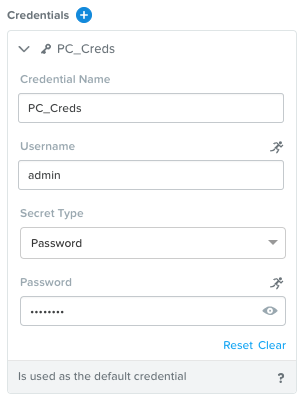 Credentials
PC_Creds
Credential Name
PC_Creds
Username
admin
Secret Type
Password
Password
••••••••
Reset Clear
Is used as the default credential ?